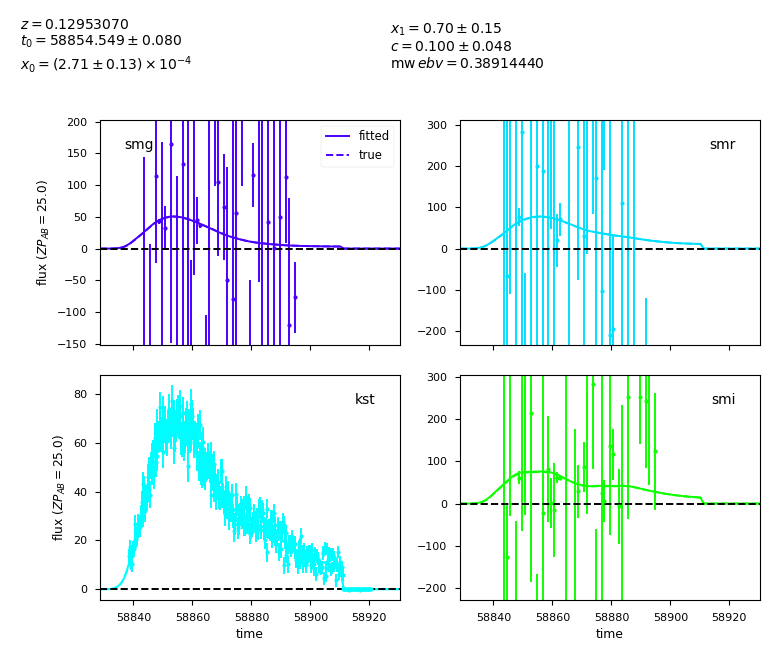 z = 0.12953070
t₀ = 58854.549 ± 0.080
x₀ = (2.71 ± 0.13) × 10⁻⁴
x₁ = 0.70 ± 0.15
c = 0.100 ± 0.048
mw ebv = 0.38914440
smg
fitted
true
200
150
100
50
0
−50
−100
−150
flux (ZP_AB = 25.0)
smr
300
200
100
0
−100
−200
kst
80
60
40
20
0
flux (ZP_AB = 25.0)
58840 58860 58880 58900 58920
time
smi
300
200
100
0
−100
−200
58840 58860 58880 58900 58920
time